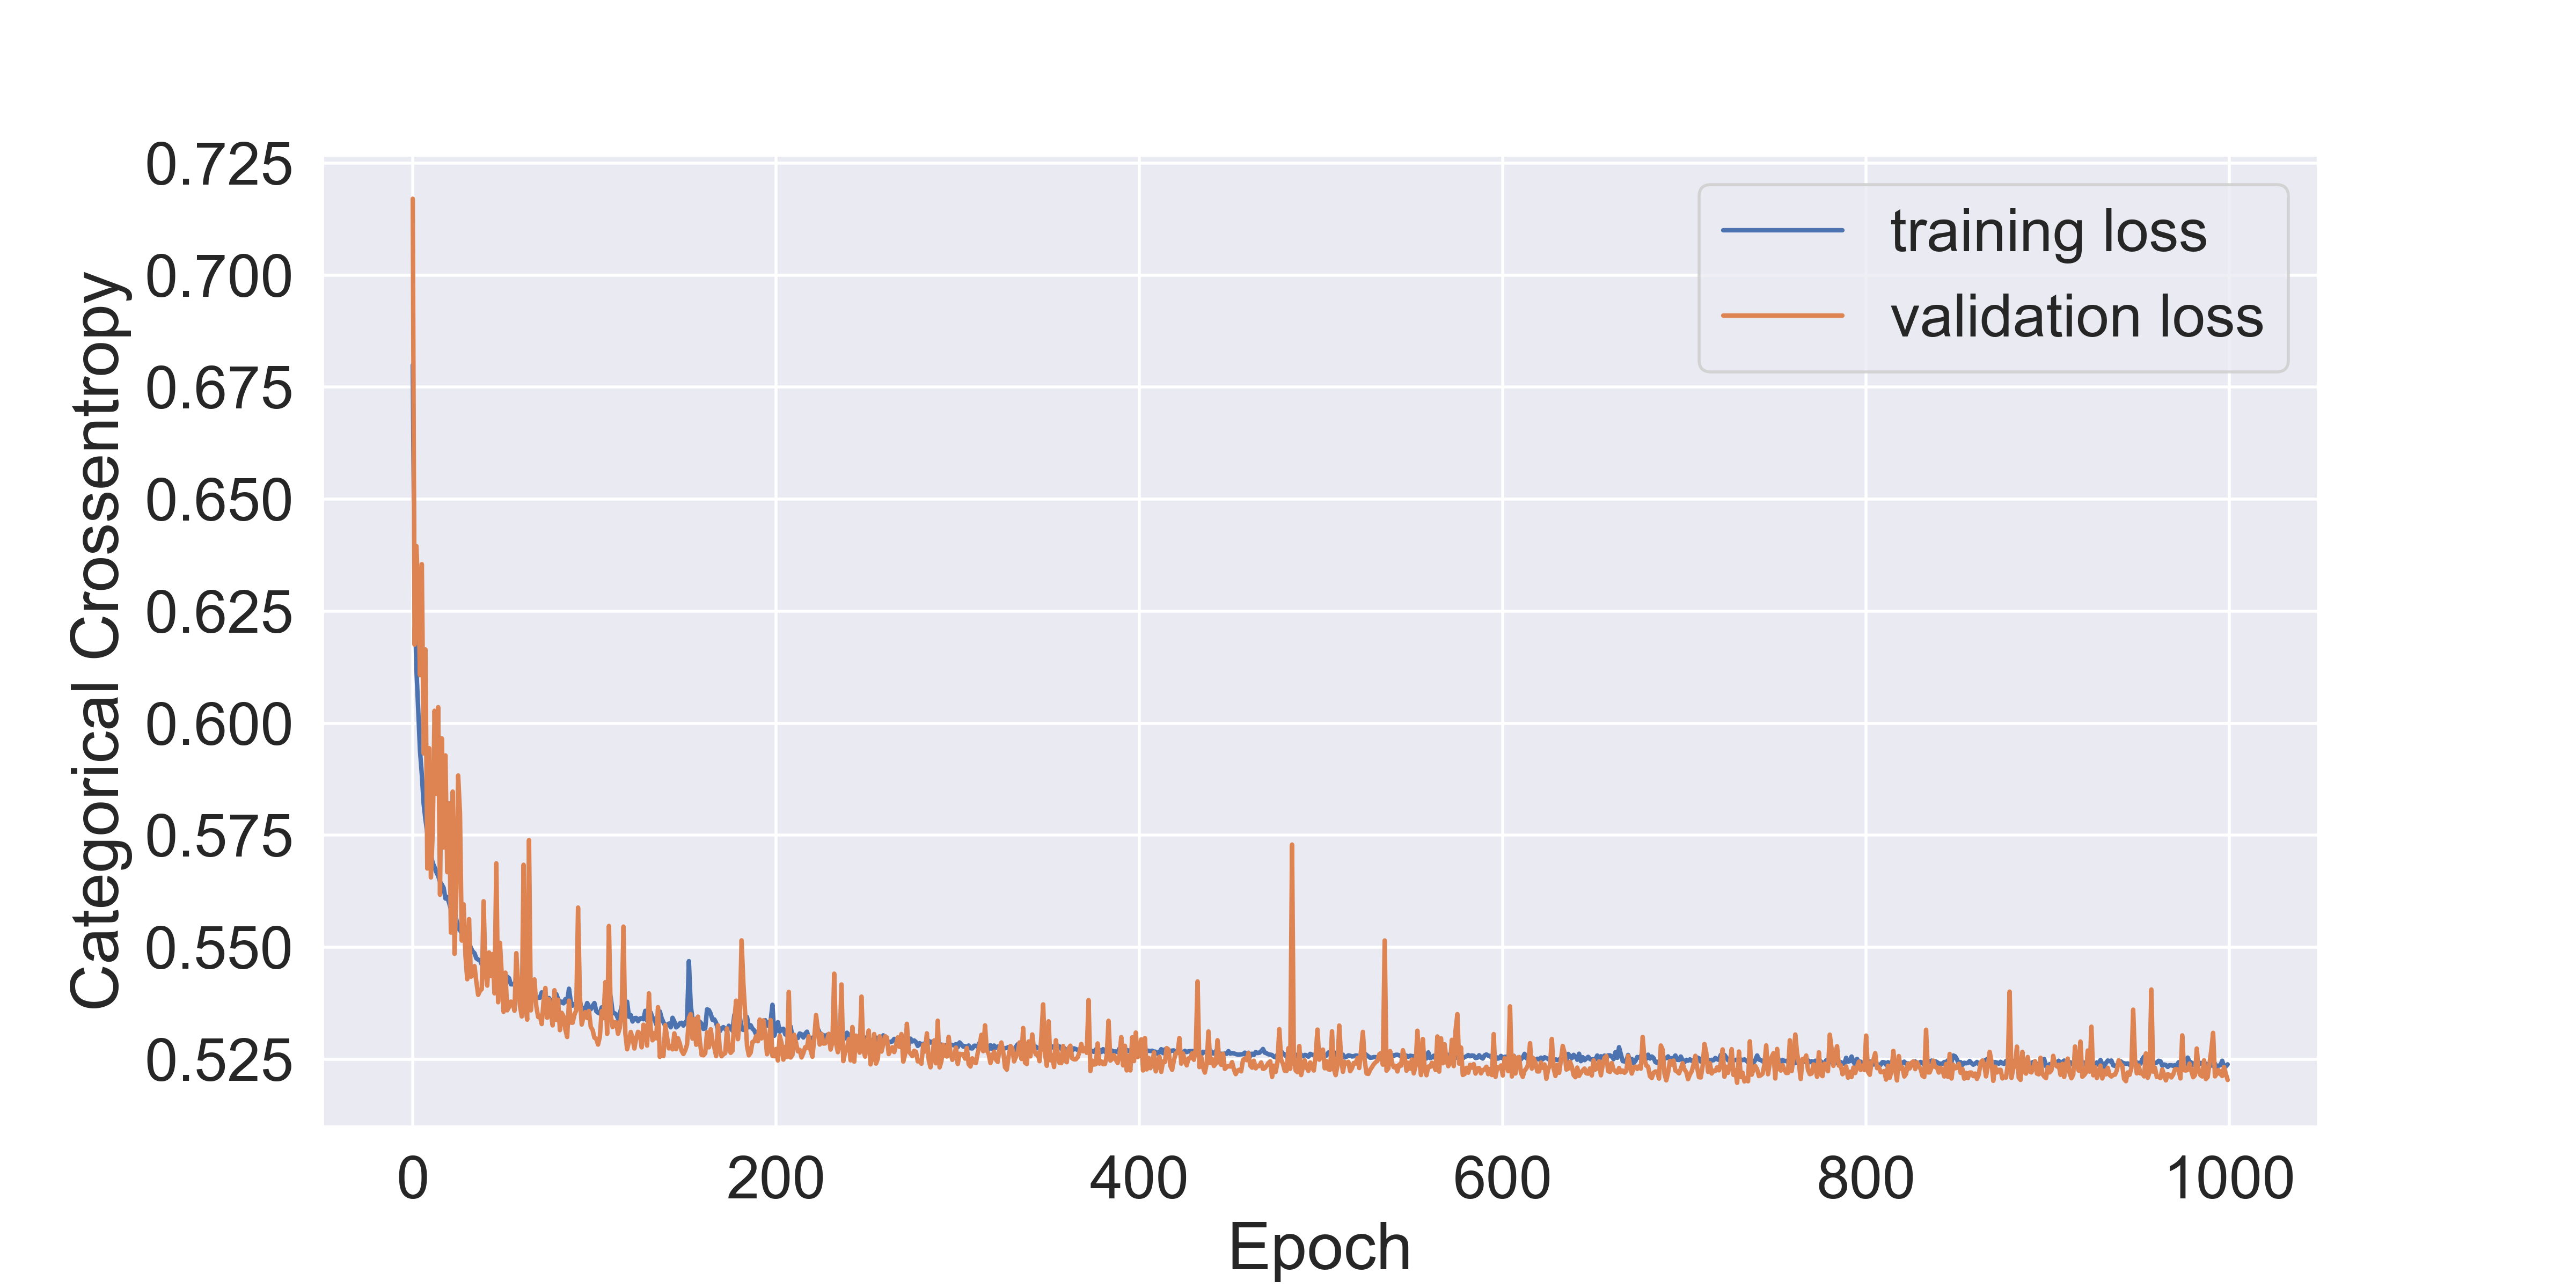 0.725
0.700
0.675
0.650
0.625
0.600
0.575
0.550
0.525
Categorical Crossentropy
training loss
validation loss
0 200 400 600 800 1000
Epoch